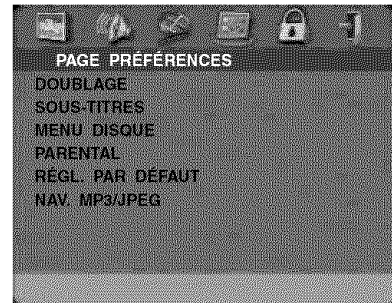 PAGE PRÉFÉRENCES
DOUBLAGE
SOUS-TITRES
MENU DISQUE
PARENTAL
RÉGL. PAR DÉFAUT
NAV. MP3/JPEG